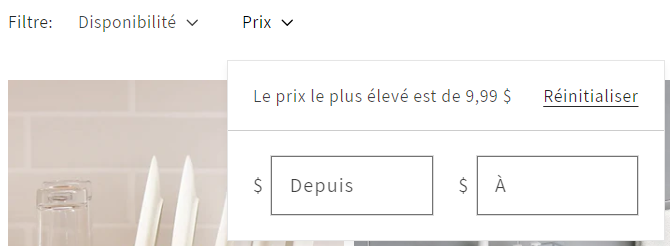 Filtre: Disponibilité Prix
Le prix le plus élevé est de 9,99 $ Réinitialiser
$ Depuis $ À